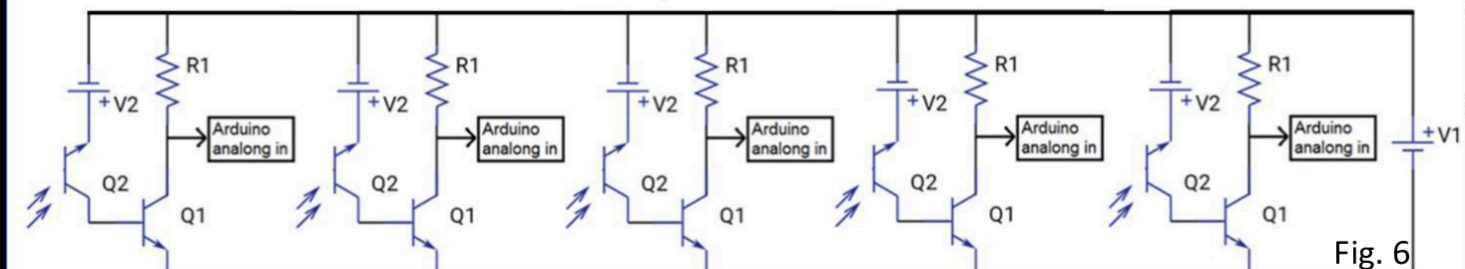 R1 R1 R1 R1 R1
+ V2 + V2 + V2 + V2 + V2
Arduino Arduino Arduino Arduino Arduino
analong in analong in analong in analong in analong in
+ V1
Q2 Q2 Q2 Q2 Q2
Q1 Q1 Q1 Q1 Q1
Fig. 6